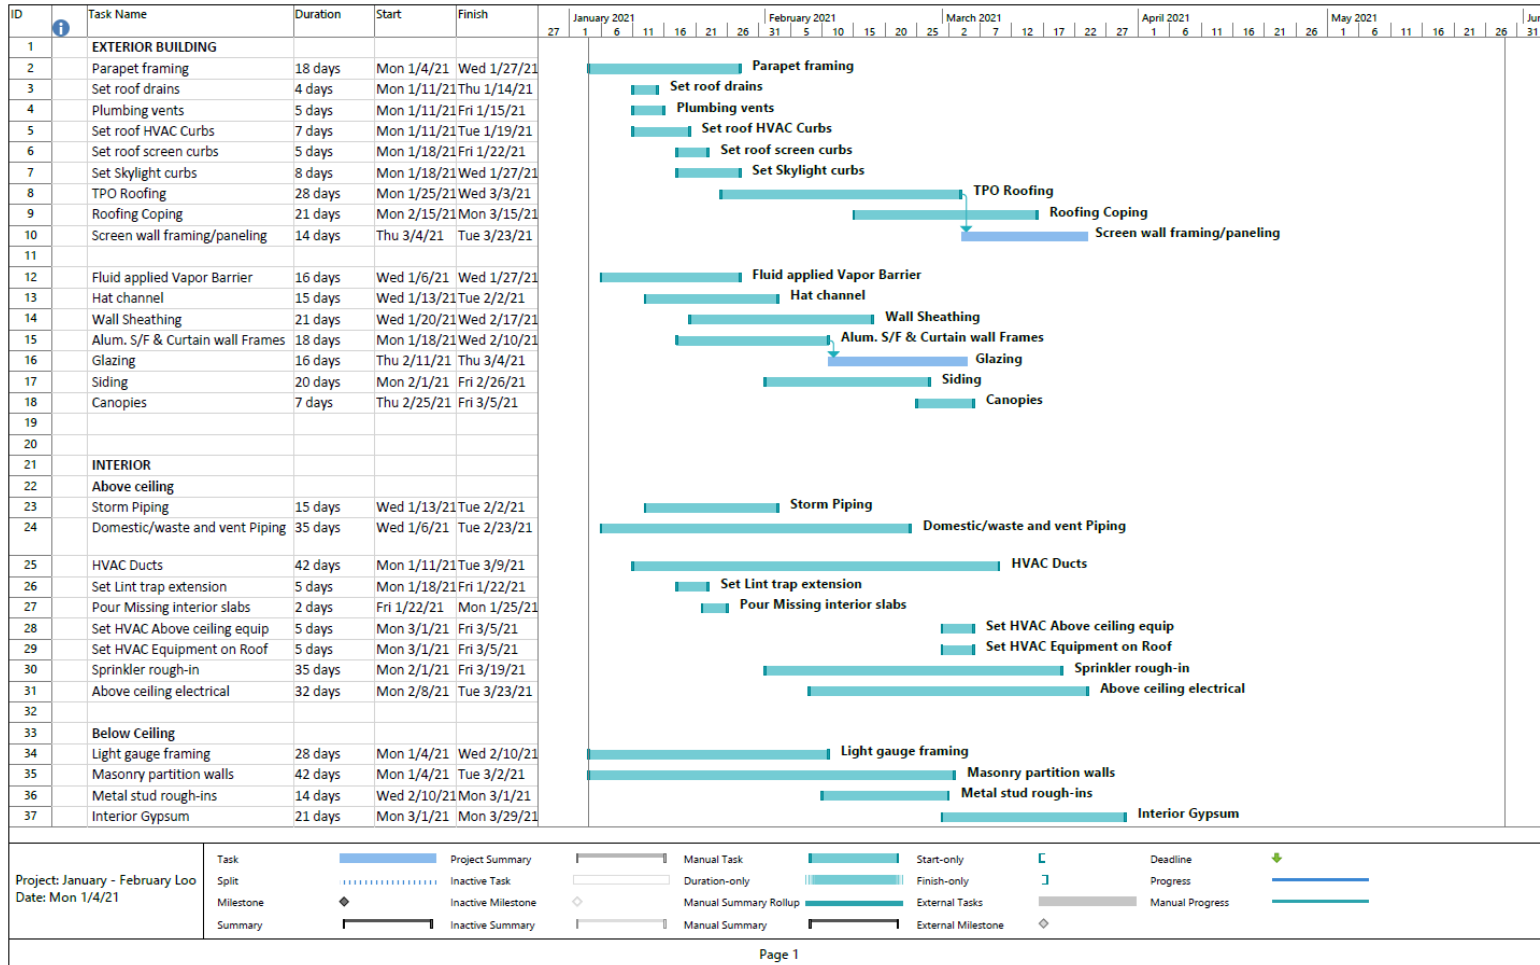 ID Task Name Duration Start Finish
January 2021 February 2021 March 2021 April 2021 May 2021 Jun
27 1 6 11 16 21 26 31 5 10 15 20 25 2 7 12 17 22 27 1 6 11 16 21 26 1 6 11 16 21 26 31
1 EXTERIOR BUILDING
2 Parapet framing 18 days Mon 1/4/21 Wed 1/27/21 Parapet framing
3 Set roof drains 4 days Mon 1/11/21 Thu 1/14/21 Set roof drains
4 Plumbing vents 5 days Mon 1/11/21 Fri 1/15/21 Plumbing vents
5 Set roof HVAC Curbs 7 days Mon 1/11/21 Tue 1/19/21 Set roof HVAC Curbs
6 Set roof screen curbs 5 days Mon 1/18/21 Fri 1/22/21 Set roof screen curbs
7 Set Skylight curbs 8 days Mon 1/18/21 Wed 1/27/21 Set Skylight curbs
8 TPO Roofing 28 days Mon 1/25/21 Wed 3/3/21 TPO Roofing
9 Roofing Coping 21 days Mon 2/15/21 Mon 3/15/21 Roofing Coping
10 Screen wall framing/paneling 14 days Thu 3/4/21 Tue 3/23/21 Screen wall framing/paneling
11
12 Fluid applied Vapor Barrier 16 days Wed 1/6/21 Wed 1/27/21 Fluid applied Vapor Barrier
13 Hat channel 15 days Wed 1/13/21 Tue 2/2/21 Hat channel
14 Wall Sheathing 21 days Wed 1/20/21 Wed 2/17/21 Wall Sheathing
15 Alum. S/F & Curtain wall Frames 18 days Mon 1/18/21 Wed 2/10/21 Alum. S/F & Curtain wall Frames
16 Glazing 16 days Thu 2/11/21 Thu 3/4/21 Glazing
17 Siding 20 days Mon 2/1/21 Fri 2/26/21 Siding
18 Canopies 7 days Thu 2/25/21 Fri 3/5/21 Canopies
19
20
21 INTERIOR
22 Above ceiling
23 Storm Piping 15 days Wed 1/13/21 Tue 2/2/21 Storm Piping
24 Domestic/waste and vent Piping 35 days Wed 1/6/21 Tue 2/23/21 Domestic/waste and vent Piping
25 HVAC Ducts 42 days Mon 1/11/21 Tue 3/9/21 HVAC Ducts
26 Set Lint trap extension 5 days Mon 1/18/21 Fri 1/22/21 Set Lint trap extension
27 Pour Missing interior slabs 2 days Fri 1/22/21 Mon 1/25/21 Pour Missing interior slabs
28 Set HVAC Above ceiling equip 5 days Mon 3/1/21 Fri 3/5/21 Set HVAC Above ceiling equip
29 Set HVAC Equipment on Roof 5 days Mon 3/1/21 Fri 3/5/21 Set HVAC Equipment on Roof
30 Sprinkler rough-in 35 days Mon 2/1/21 Fri 3/19/21 Sprinkler rough-in
31 Above ceiling electrical 32 days Mon 2/8/21 Tue 3/23/21 Above ceiling electrical
32
33 Below Ceiling
34 Light gauge framing 28 days Mon 1/4/21 Wed 2/10/21 Light gauge framing
35 Masonry partition walls 42 days Mon 1/4/21 Tue 3/2/21 Masonry partition walls
36 Metal stud rough-ins 14 days Wed 2/10/21 Mon 3/1/21 Metal stud rough-ins
37 Interior Gypsum 21 days Mon 3/1/21 Mon 3/29/21 Interior Gypsum
Project: January - February Loo
Date: Mon 1/4/21
Task Project Summary Manual Task Start-only Deadline
Split Inactive Task Duration-only Finish-only Progress
Milestone Inactive Milestone Manual Summary Rollup External Tasks Manual Progress
Summary Inactive Summary Manual Summary External Milestone
Page 1